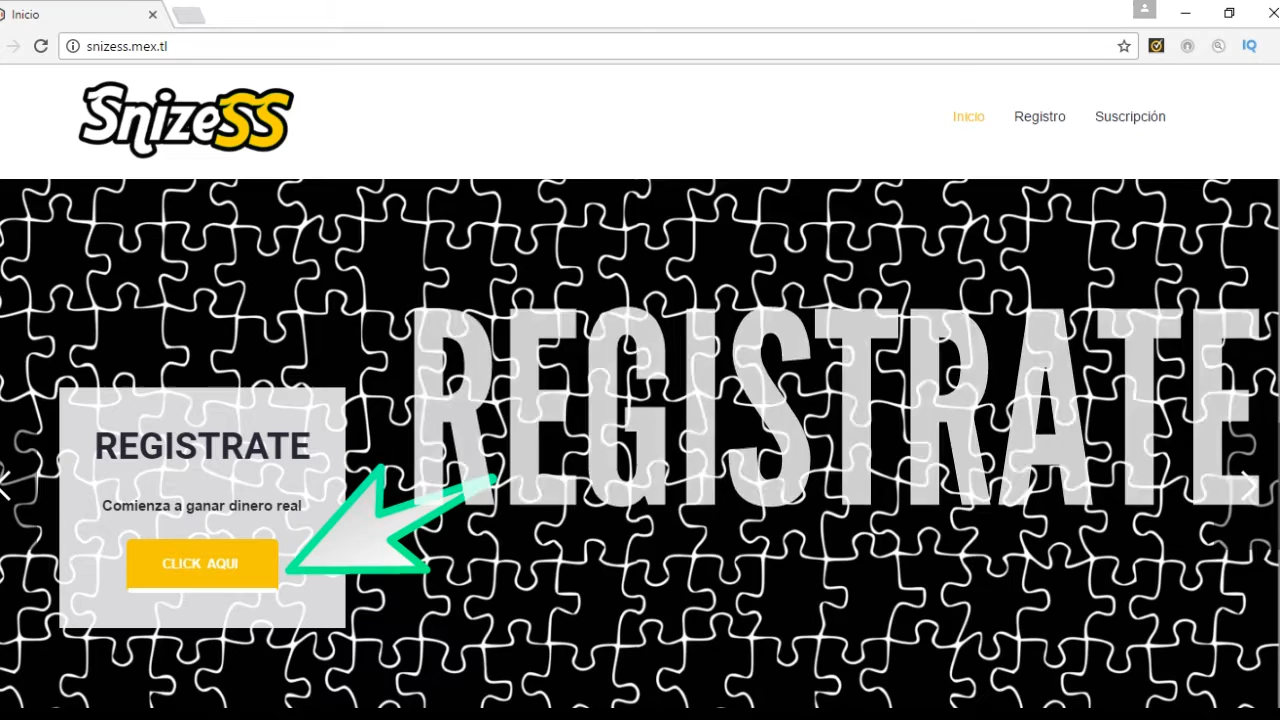 Inicio
snizess.mex.tl
IQ
SnizeSS
Inicio
Registro
Suscripción
REGISTRATE
REGISTRATE
Comienza a ganar dinero real
CLICK AQUI